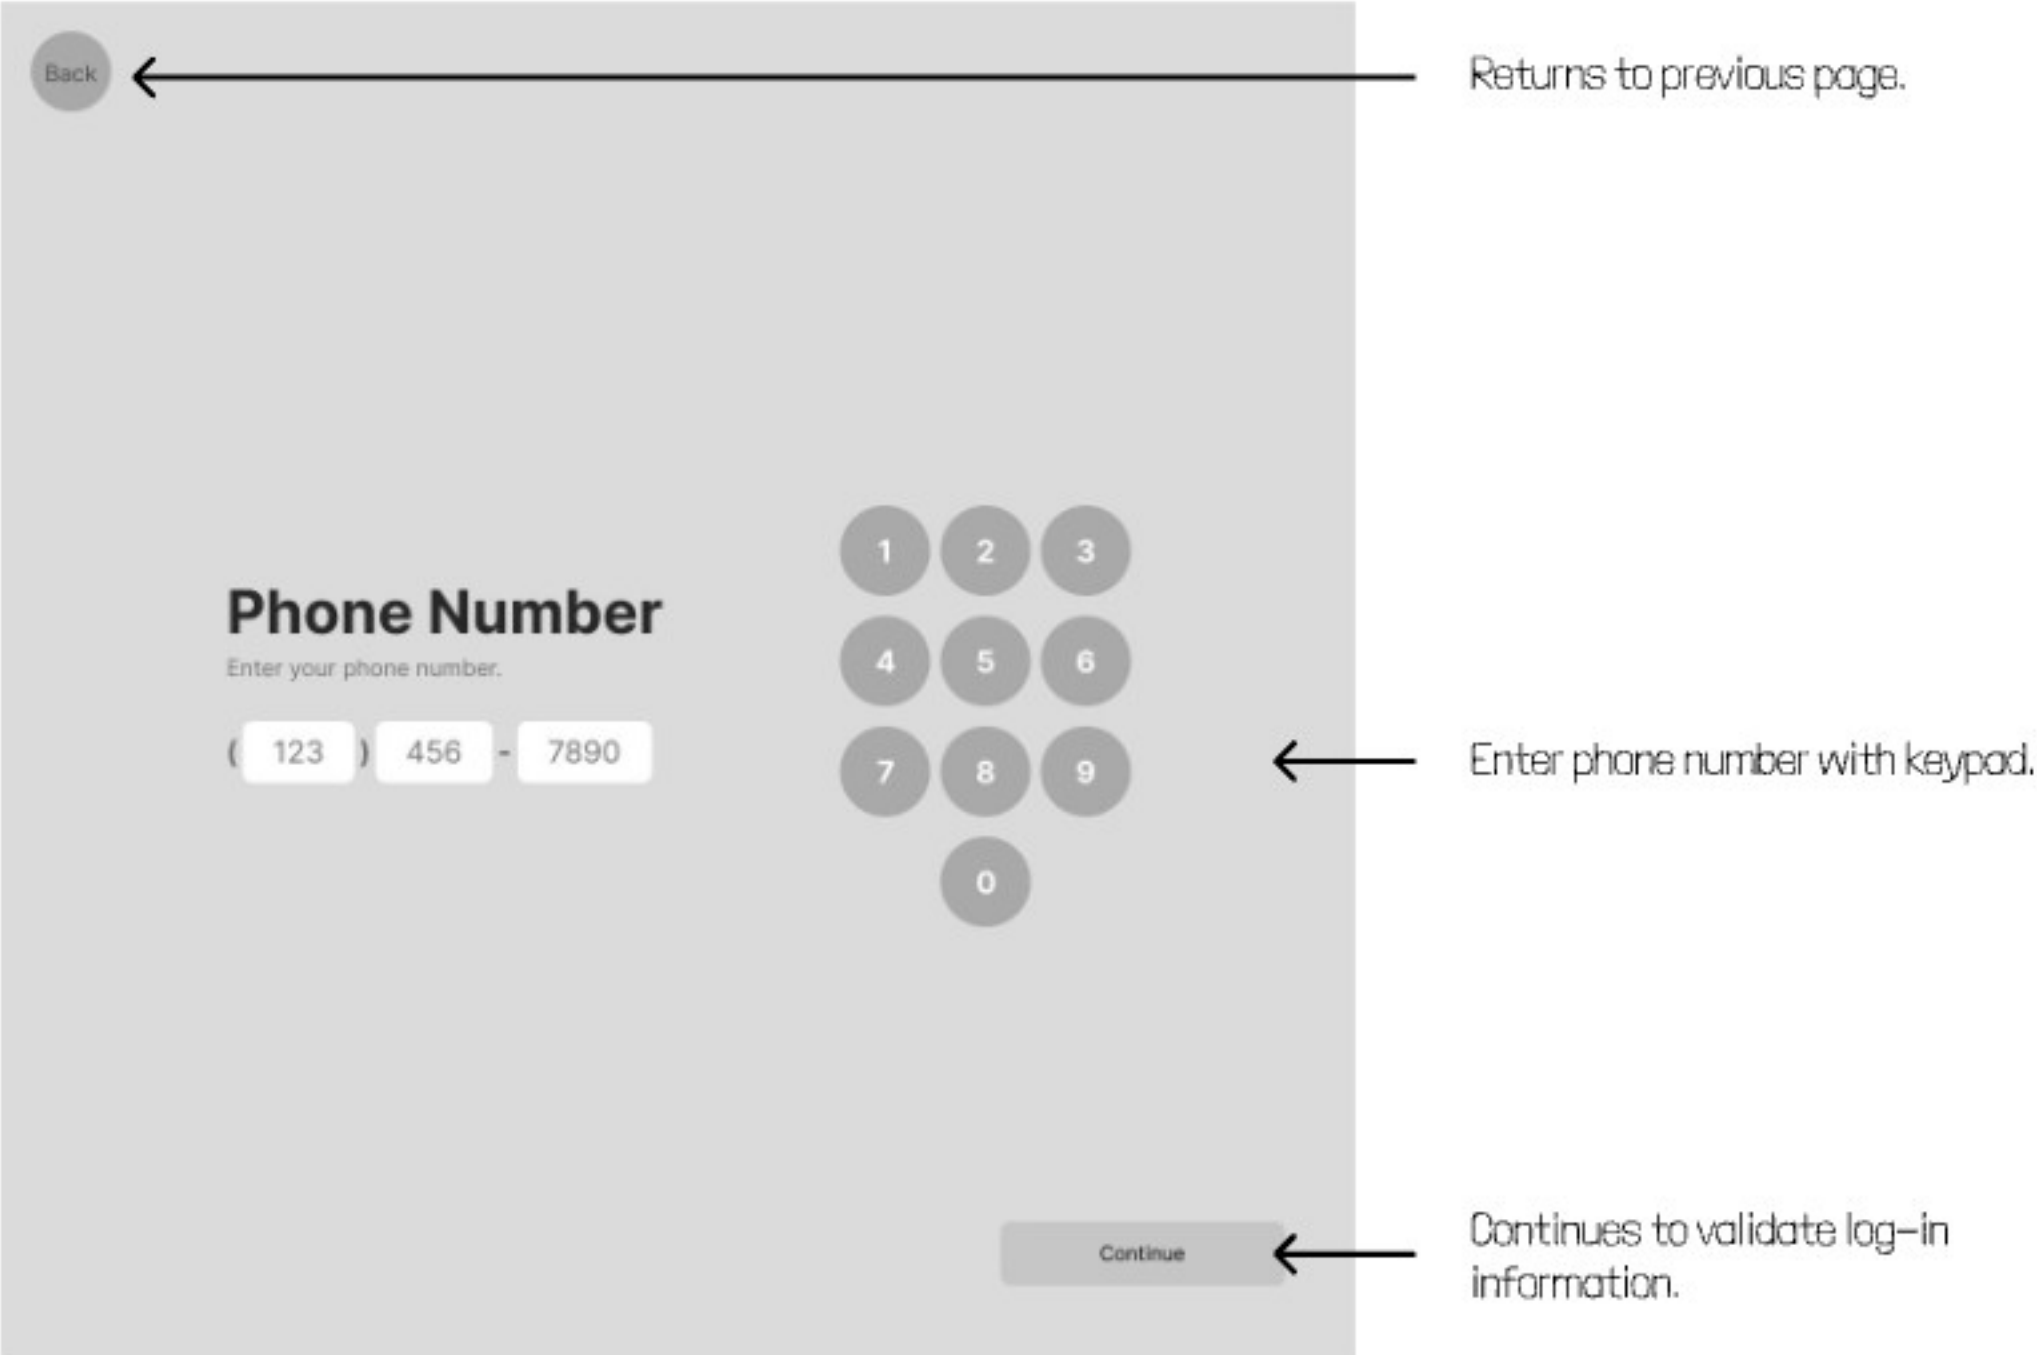 Back
Returns to previous page.
1 2 3
Phone Number
4 5 6
Enter your phone number.
( 123 ) 456 - 7890
7 8 9
Enter phone number with keypad.
0
Continue
Continues to validate log-in
information.